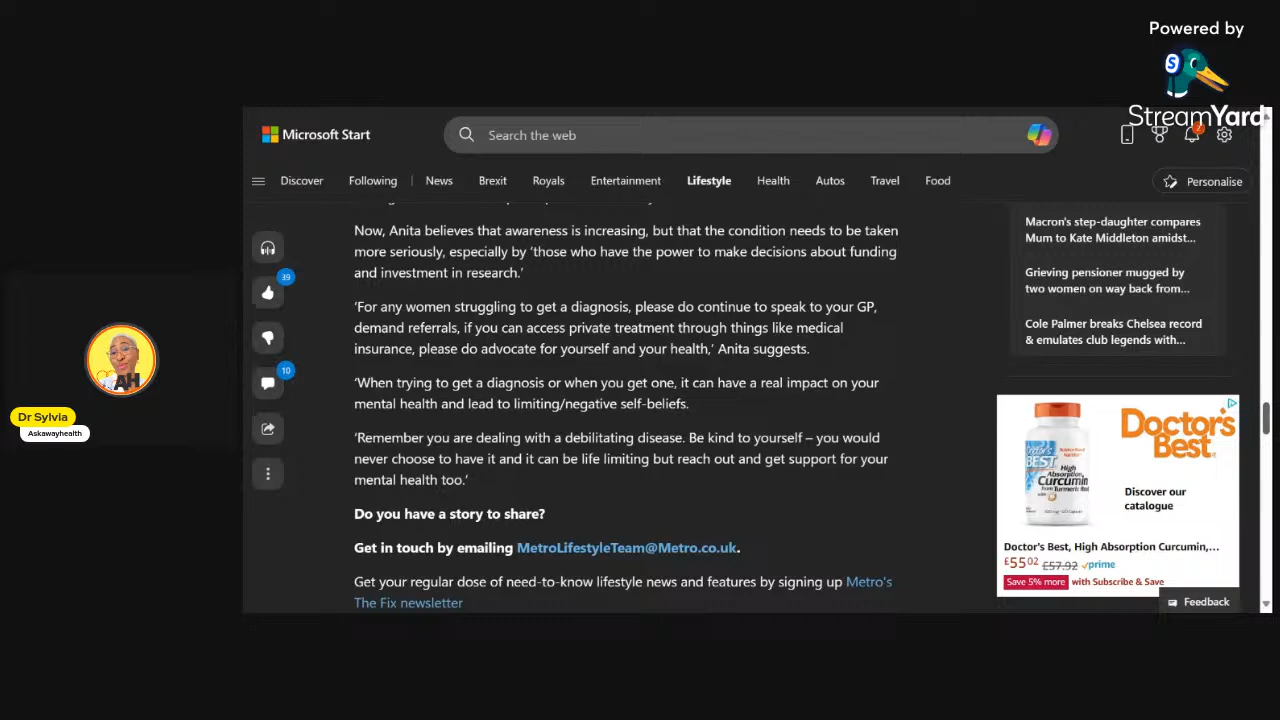 Powered by
StreamYard
Microsoft Start
Search the web
2
Discover
Following
News
Brexit
Royals
Entertainment
Lifestyle
Health
Autos
Travel
Food
Personalise
Now, Anita believes that awareness is increasing, but that the condition needs to be taken
more seriously, especially by ‘those who have the power to make decisions about funding
and investment in research.’
‘For any women struggling to get a diagnosis, please do continue to speak to your GP,
demand referrals, if you can access private treatment through things like medical
insurance, please do advocate for yourself and your health,’ Anita suggests.
‘When trying to get a diagnosis or when you get one, it can have a real impact on your
mental health and lead to limiting/negative self-beliefs.
‘Remember you are dealing with a debilitating disease. Be kind to yourself – you would
never choose to have it and it can be life limiting but reach out and get support for your
mental health too.’
Do you have a story to share?
Get in touch by emailing MetroLifestyleTeam@Metro.co.uk.
Get your regular dose of need-to-know lifestyle news and features by signing up Metro's
The Fix newsletter
39
10
AH
Dr Sylvia
Askawayhealth
Macron's step-daughter compares
Mum to Kate Middleton amidst...
Grieving pensioner mugged by
two women on way back from...
Cole Palmer breaks Chelsea record
& emulates club legends with...
Doctor's
BEST
High
Absorption
Curcumin
Doctor's
Best
Discover our
catalogue
Doctor's Best, High Absorption Curcumin,...
£5502 £57.92 prime
Save 5% more with Subscribe & Save
Feedback